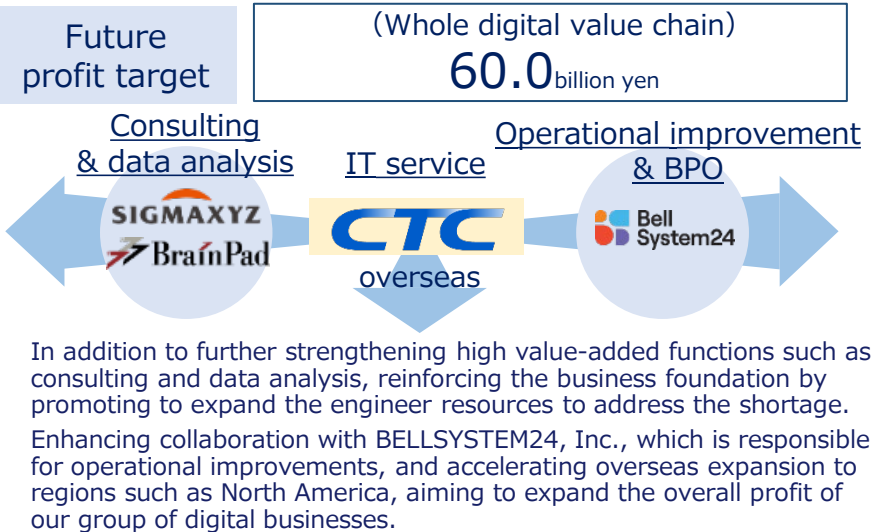 Future
profit target
(Whole digital value chain)
60.0billion yen
Consulting
& data analysis
IT service
Operational improvement
& BPO
SIGMAXYZ
BrainPad
CTC
overseas
Bell
System24
In addition to further strengthening high value-added functions such as
consulting and data analysis, reinforcing the business foundation by
promoting to expand the engineer resources to address the shortage.
Enhancing collaboration with BELLSYSTEM24, Inc., which is responsible
for operational improvements, and accelerating overseas expansion to
regions such as North America, aiming to expand the overall profit of
our group of digital businesses.